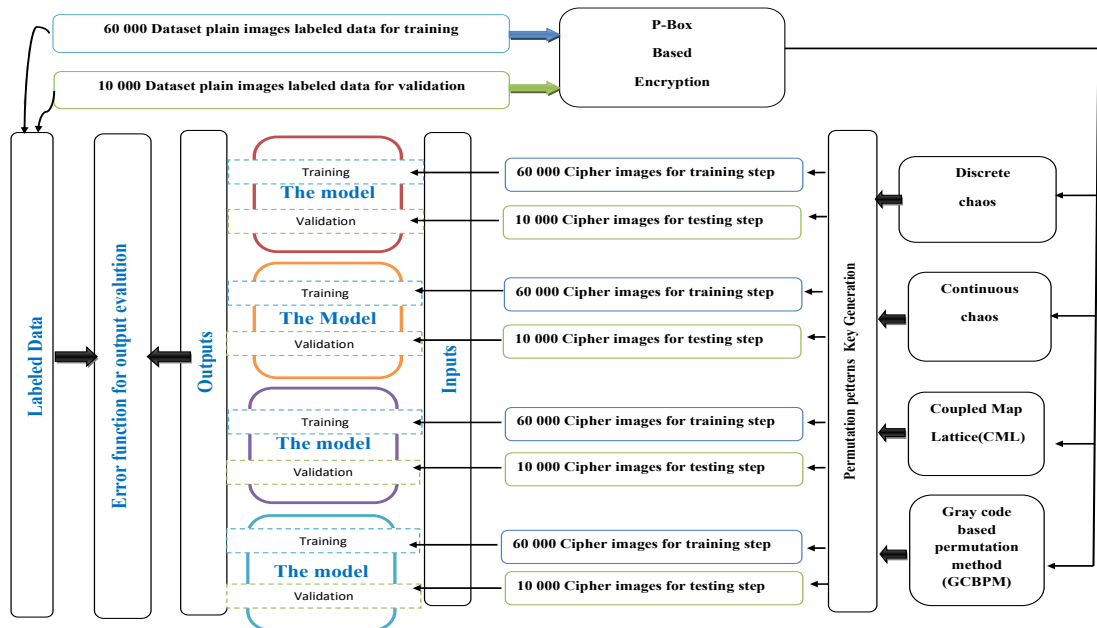 60 000 Dataset plain images labeled data for training
10 000 Dataset plain images labeled data for validation
P-Box
Based
Encryption
Labeled Data
Error function for output evalution
Outputs
Training
The model
Validation
Training
The Model
Validation
Training
The model
Validation
Training
The model
Validation
Inputs
60 000 Cipher images for training step
10 000 Cipher images for testing step
60 000 Cipher images for training step
10 000 Cipher images for testing step
60 000 Cipher images for training step
10 000 Cipher images for testing step
60 000 Cipher images for training step
10 000 Cipher images for testing step
Permutation petterns Key Generation
Discrete
chaos
Continuous
chaos
Coupled Map
Lattice(CML)
Gray code
based
permutation
method
(GCBPM)